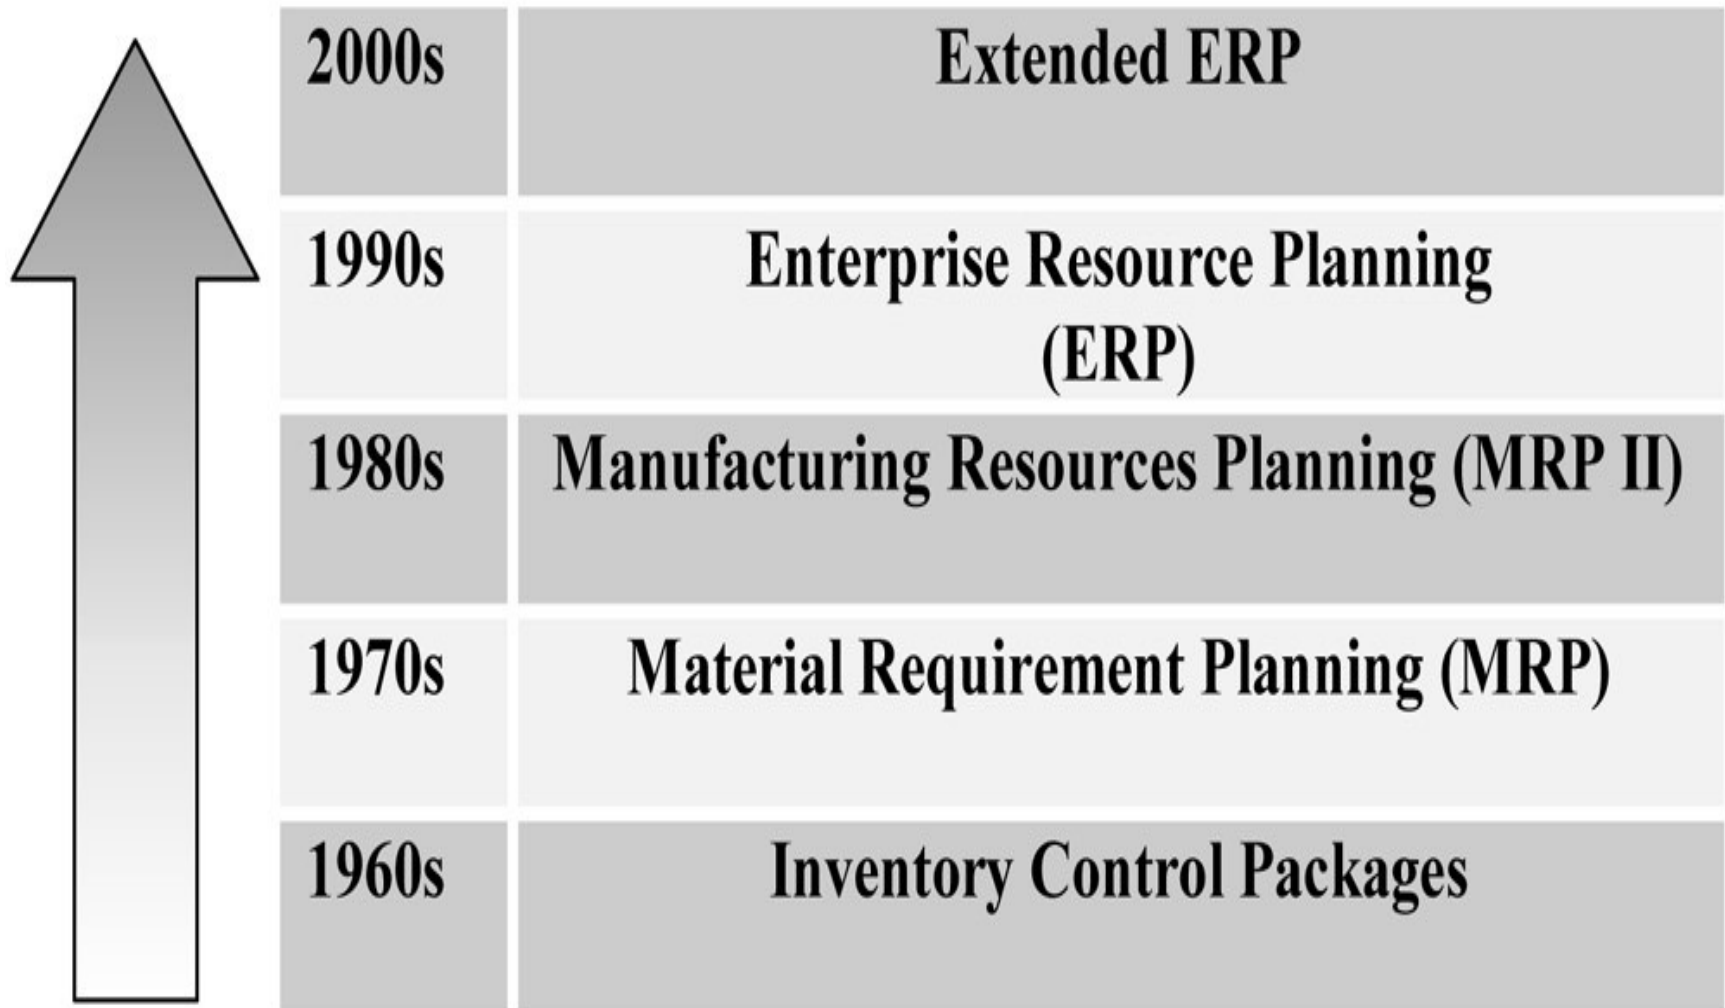 2000s Extended ERP
1990s Enterprise Resource Planning
(ERP)
1980s Manufacturing Resources Planning (MRP II)
1970s Material Requirement Planning (MRP)
1960s Inventory Control Packages